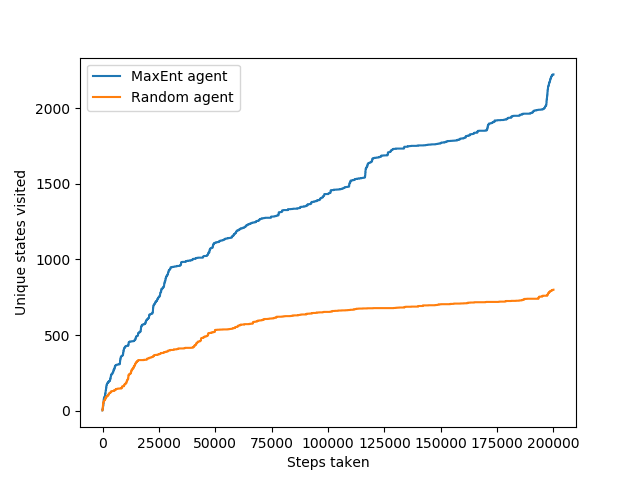 MaxEnt agent
Random agent
Unique states visited
2000
1500
1000
500
0
0 25000 50000 75000 100000 125000 150000 175000 200000
Steps taken